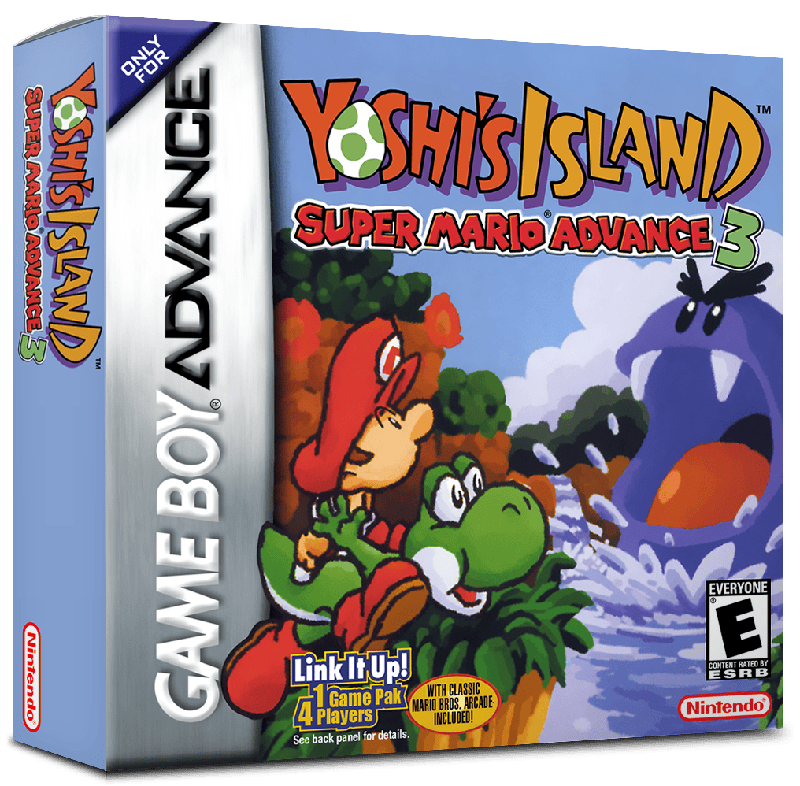 YOSHI'S ISLAND
SUPER MARIO ADVANCE 3
™
Nintendo®
ONLY
FOR
GAME BOY ADVANCE
®
YOSHI'S ISLAND™
SUPER MARIO® ADVANCE 3
Link It Up!
1 Game Pak
4 Players
See back panel for details.
WITH CLASSIC
MARIO BROS. ARCADE
INCLUDED!
EVERYONE
E
®
CONTENT RATED BY
ESRB
Nintendo®